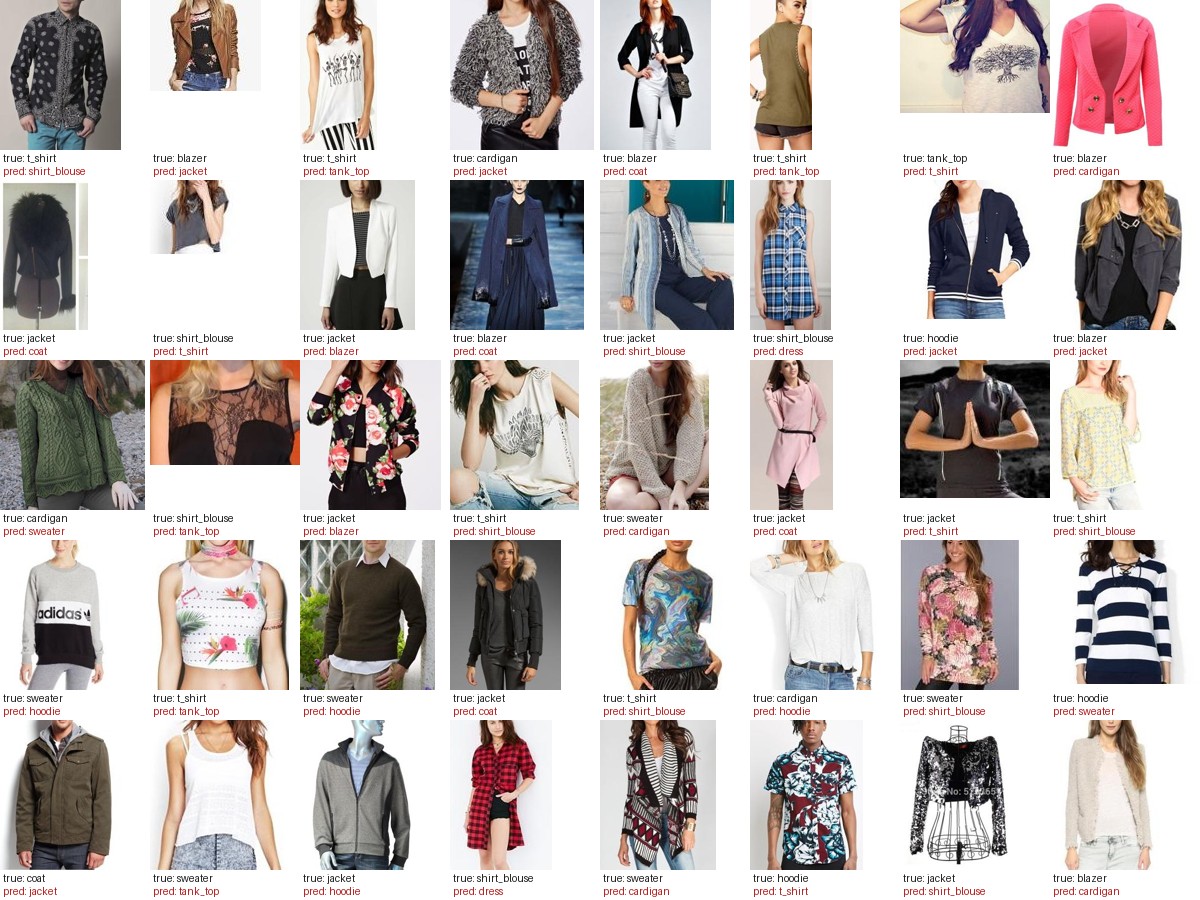 true: t_shirt
pred: shirt_blouse
true: blazer
pred: jacket
true: t_shirt
pred: tank_top
true: cardigan
pred: jacket
true: blazer
pred: coat
true: t_shirt
pred: tank_top
true: tank_top
pred: t_shirt
true: blazer
pred: cardigan
true: jacket
pred: coat
true: shirt_blouse
pred: t_shirt
true: jacket
pred: blazer
true: blazer
pred: coat
true: jacket
pred: shirt_blouse
true: shirt_blouse
pred: dress
true: hoodie
pred: jacket
true: blazer
pred: jacket
true: cardigan
pred: sweater
true: shirt_blouse
pred: tank_top
true: jacket
pred: blazer
true: t_shirt
pred: shirt_blouse
true: sweater
pred: cardigan
true: jacket
pred: coat
true: jacket
pred: t_shirt
true: t_shirt
pred: shirt_blouse
adidas
true: sweater
pred: hoodie
true: t_shirt
pred: tank_top
true: sweater
pred: hoodie
true: jacket
pred: coat
true: t_shirt
pred: shirt_blouse
true: cardigan
pred: hoodie
true: sweater
pred: shirt_blouse
true: hoodie
pred: sweater
true: coat
pred: jacket
true: sweater
pred: tank_top
true: jacket
pred: hoodie
true: shirt_blouse
pred: dress
true: sweater
pred: cardigan
true: hoodie
pred: t_shirt
true: jacket
pred: shirt_blouse
true: blazer
pred: cardigan